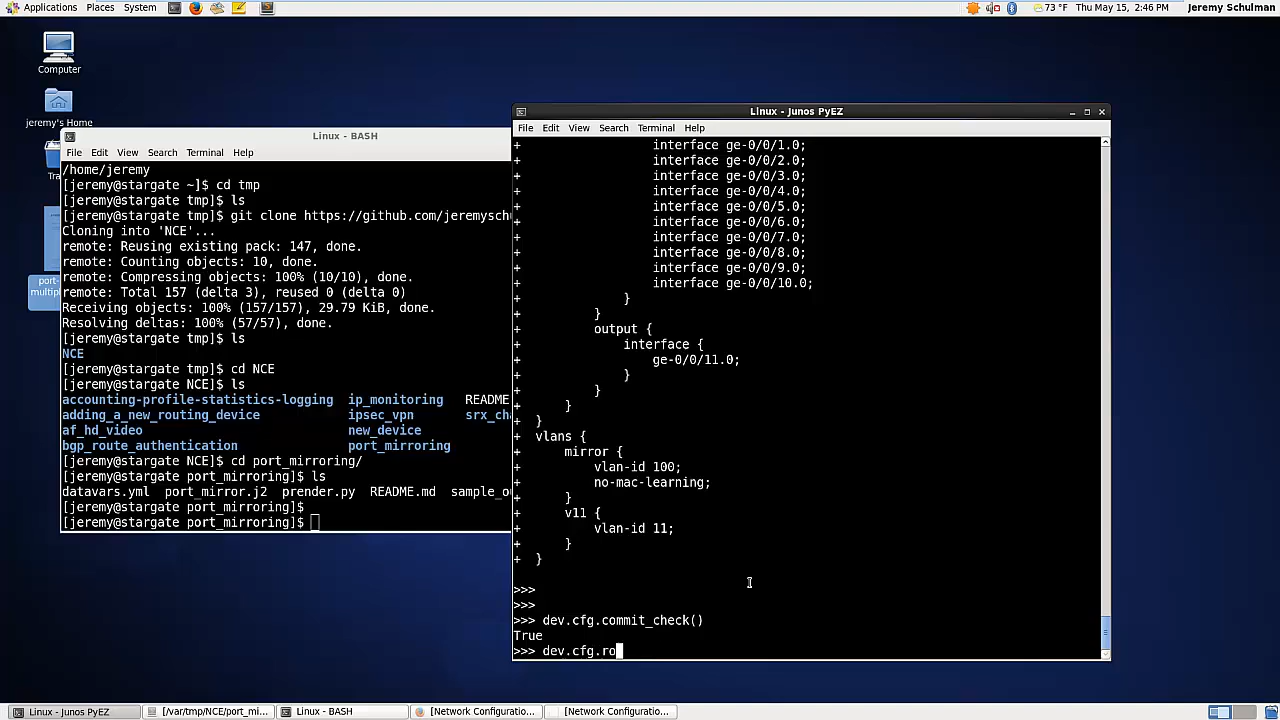 Applications Places System
73 °F Thu May 15, 2:46 PM Jeremy Schulman
Computer
jeremy's Home
Tra
port-
multip
Linux - BASH
File Edit View Search Terminal Help
/home/jeremy
[jeremy@stargate ~]$ cd tmp
[jeremy@stargate tmp]$ ls
[jeremy@stargate tmp]$ git clone https://github.com/jeremysch
Cloning into 'NCE'...
remote: Reusing existing pack: 147, done.
remote: Counting objects: 10, done.
remote: Compressing objects: 100% (10/10), done.
remote: Total 157 (delta 3), reused 0 (delta 0)
Receiving objects: 100% (157/157), 29.79 KiB, done.
Resolving deltas: 100% (57/57), done.
[jeremy@stargate tmp]$ ls
NCE
[jeremy@stargate tmp]$ cd NCE
[jeremy@stargate NCE]$ ls
accounting-profile-statistics-logging ip_monitoring README
adding_a_new_routing_device ipsec_vpn srx_ch
af_hd_video new_device
bgp_route_authentication port_mirroring
[jeremy@stargate NCE]$ cd port_mirroring/
[jeremy@stargate port_mirroring]$ ls
datavars.yml port_mirror.j2 prender.py README.md sample_o
[jeremy@stargate port_mirroring]$
[jeremy@stargate port_mirroring]$
Linux - Junos PyEZ
File Edit View Search Terminal Help
+ interface ge-0/0/1.0;
+ interface ge-0/0/2.0;
+ interface ge-0/0/3.0;
+ interface ge-0/0/4.0;
+ interface ge-0/0/5.0;
+ interface ge-0/0/6.0;
+ interface ge-0/0/7.0;
+ interface ge-0/0/8.0;
+ interface ge-0/0/9.0;
+ interface ge-0/0/10.0;
+ }
+ }
+ output {
+ interface {
+ ge-0/0/11.0;
+ }
+ }
+ }
+ }
+ vlans {
+ mirror {
+ vlan-id 100;
+ no-mac-learning;
+ }
+ v11 {
+ vlan-id 11;
+ }
+ }
>>>
>>>
>>> dev.cfg.commit_check()
True
>>> dev.cfg.ro
Linux - Junos PyEZ
[/var/tmp/NCE/port_mi...
Linux - BASH
[Network Configuratio...
[Network Configuratio...